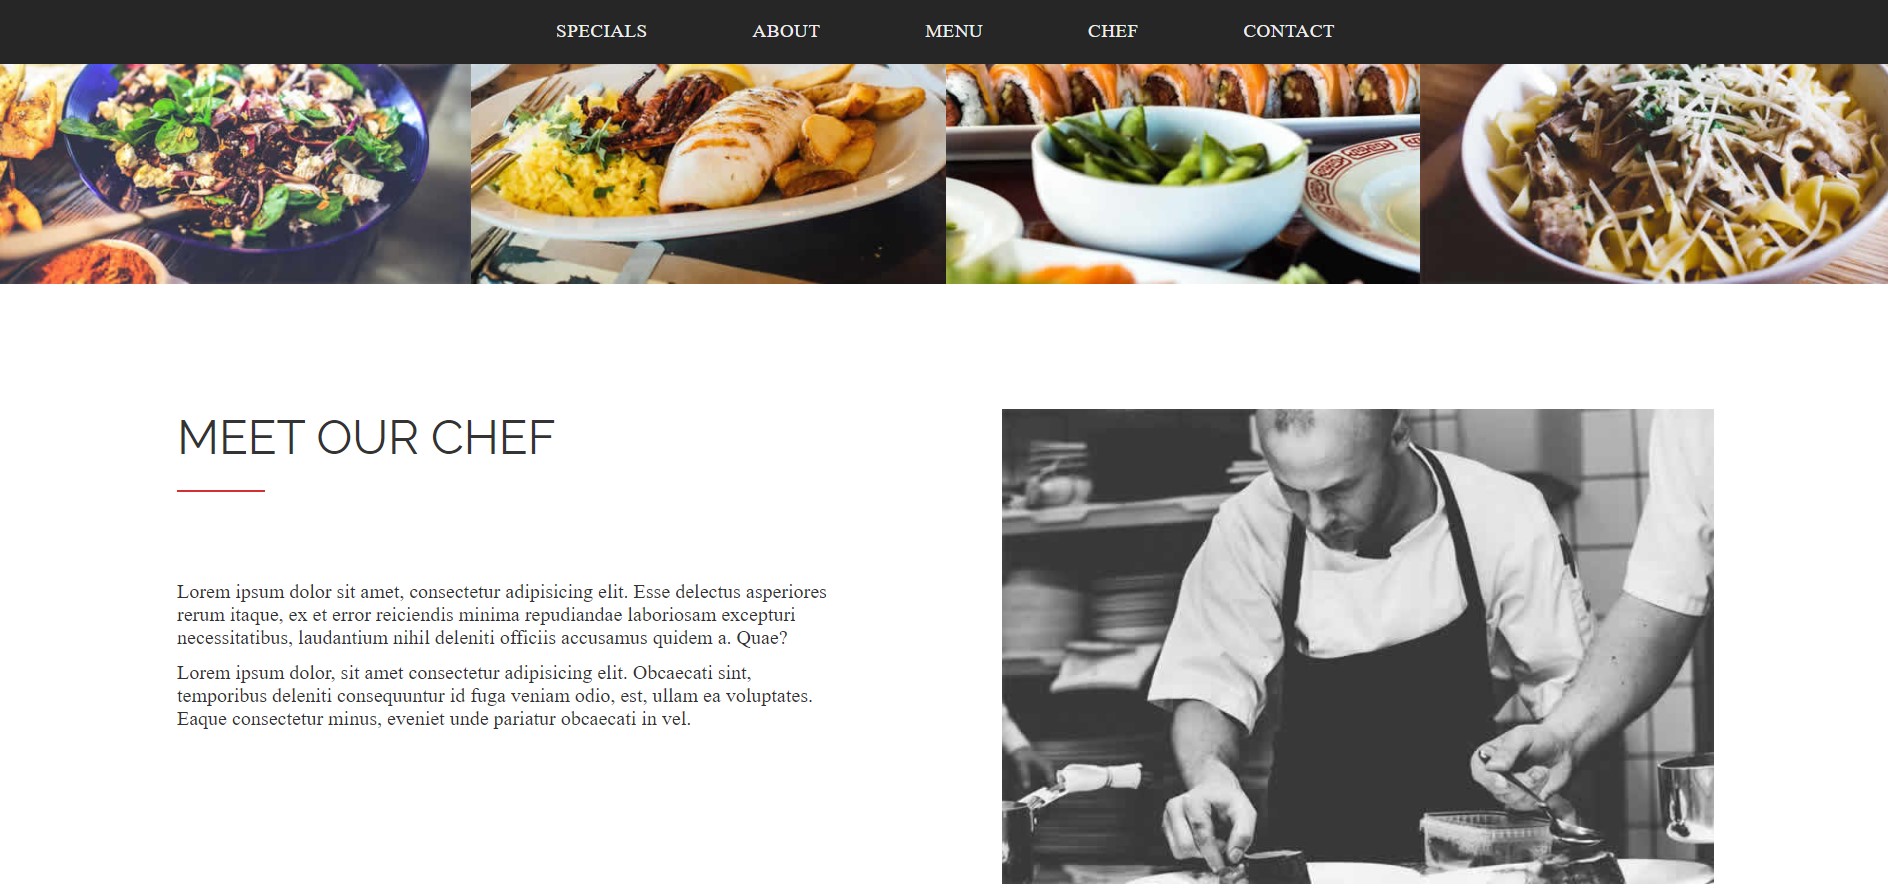 SPECIALS ABOUT MENU CHEF CONTACT
MEET OUR CHEF
Lorem ipsum dolor sit amet, consectetur adipisicing elit. Esse delectus asperiores
rerum itaque, ex et error reiciendis minima repudiandae laboriosam excepturi
necessitatibus, laudantium nihil deleniti officiis accusamus quidem a. Quae?
Lorem ipsum dolor, sit amet consectetur adipisicing elit. Obcaecati sint,
temporibus deleniti consequuntur id fuga veniam odio, est, ullam ea voluptates.
Eaque consectetur minus, eveniet unde pariatur obcaecati in vel.